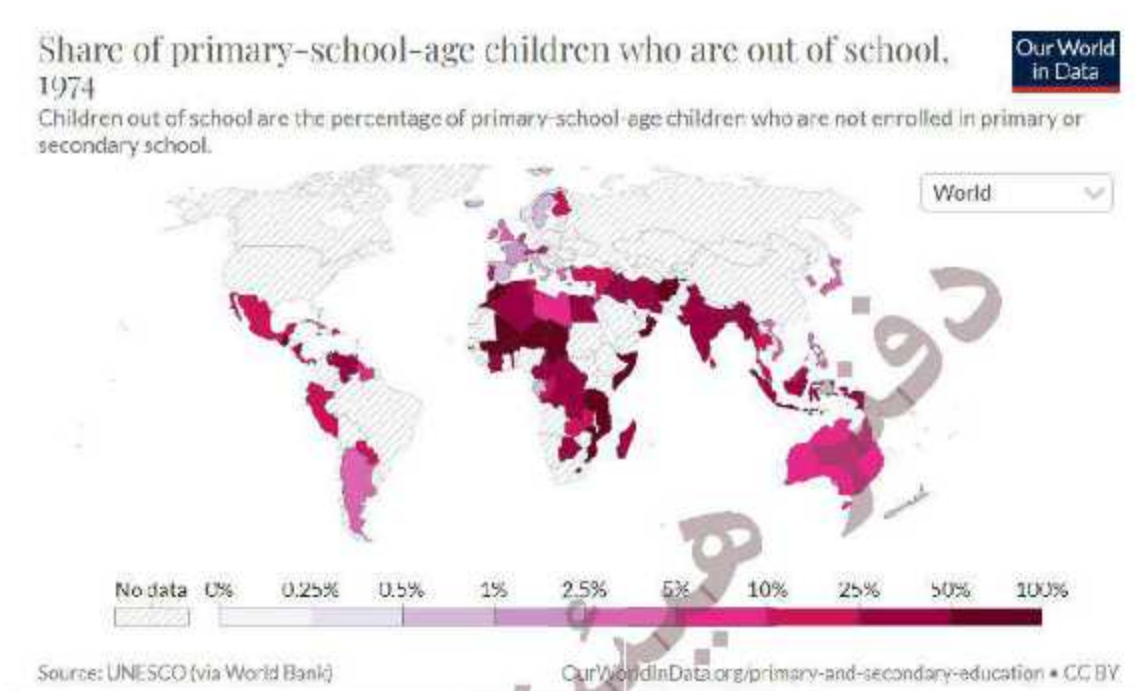 Share of primary-school-age children who are out of school,
1974
Our World
in Data
Children out of school are the percentage of primary-school-age children who are not enrolled in primary or
secondary school.
World
No data 0% 0.25% 0.5% 1% 2.5% 5% 10% 25% 50% 100%
Source: UNESCO (via World Bank)
OurWorldInData.org/primary-and-secondary-education • CC BY